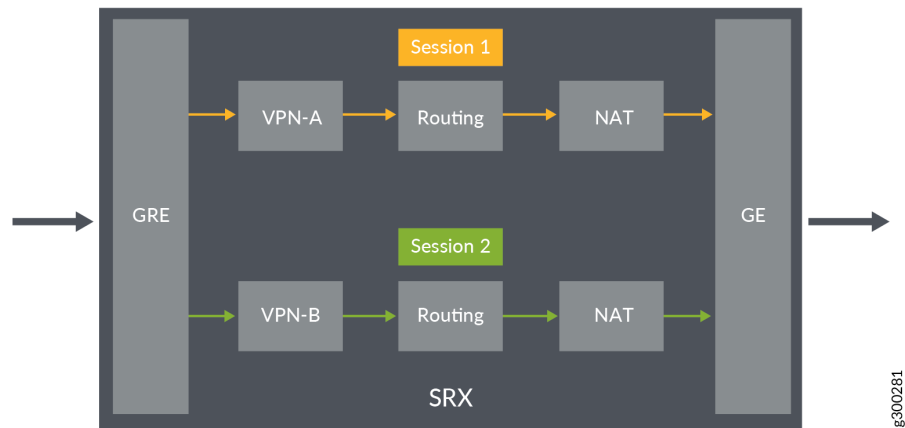 Session 1
VPN-A
Routing
NAT
GRE
GE
Session 2
VPN-B
Routing
NAT
SRX
g300281